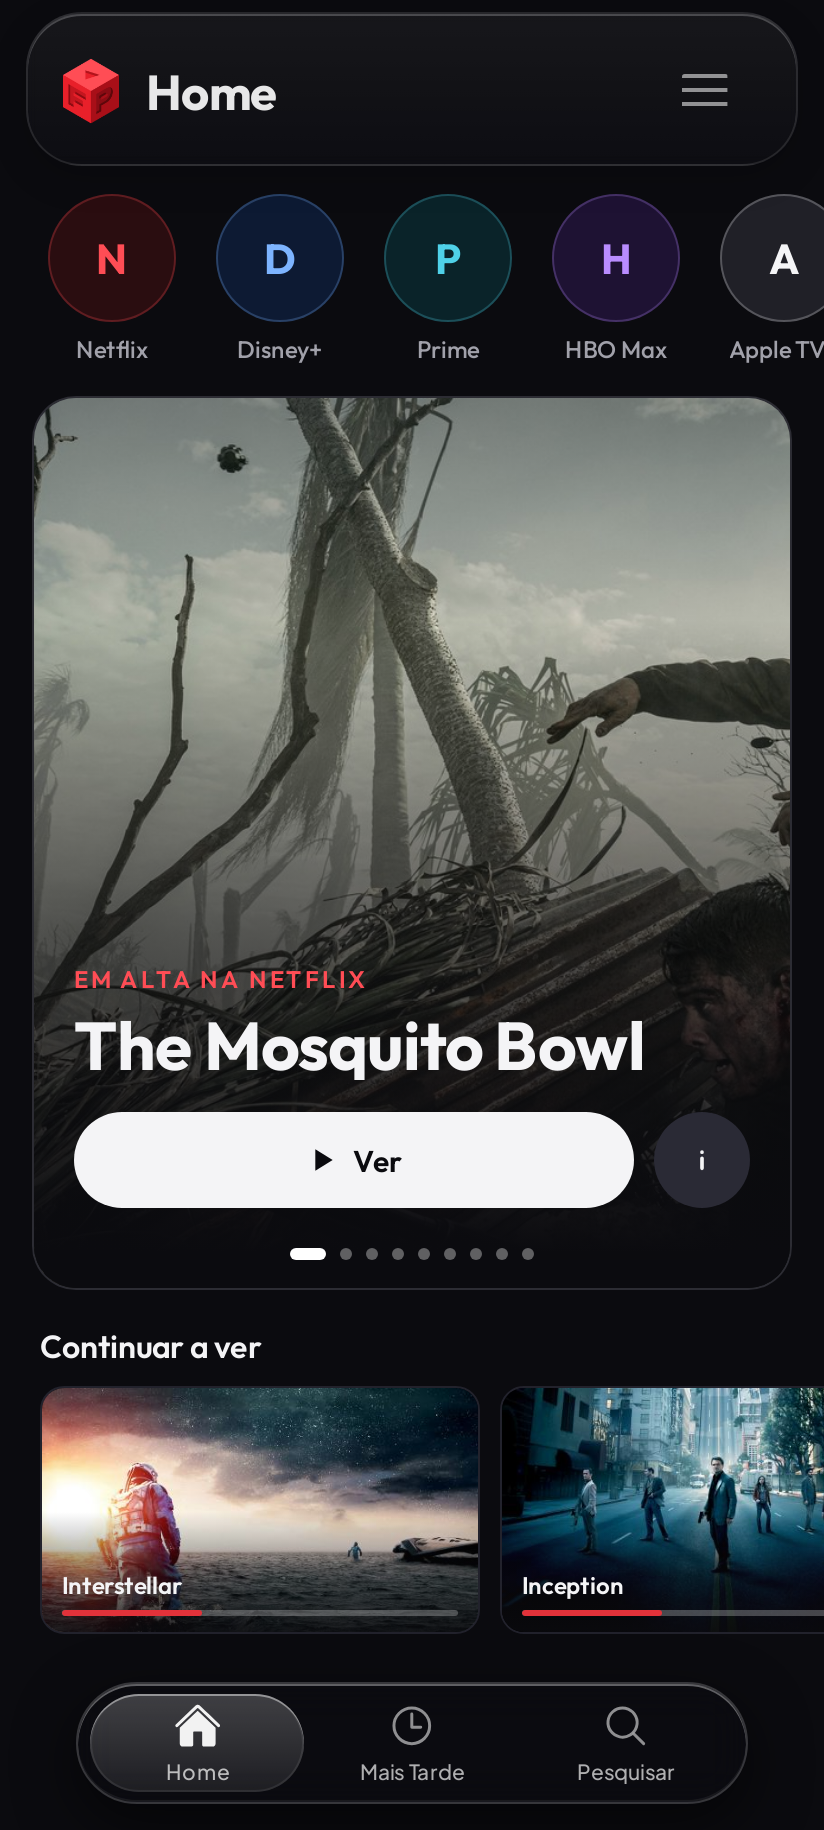 Home
N
D
P
H
A
Netflix
Disney+
Prime
HBO Max
Apple TV
EM ALTA NA NETFLIX
The Mosquito Bowl
Ver
i
Continuar a ver
Interstellar
Inception
Home
Mais Tarde
Pesquisar